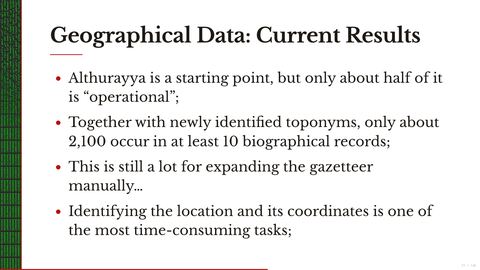 Geographical Data: Current Results
• Althurayya is a starting point, but only about half of it
is “operational”;
• Together with newly identified toponyms, only about
2,100 occur in at least 10 biographical records;
• This is still a lot for expanding the gazetteer
manually…
• Identifying the location and its coordinates is one of
the most time-consuming tasks;